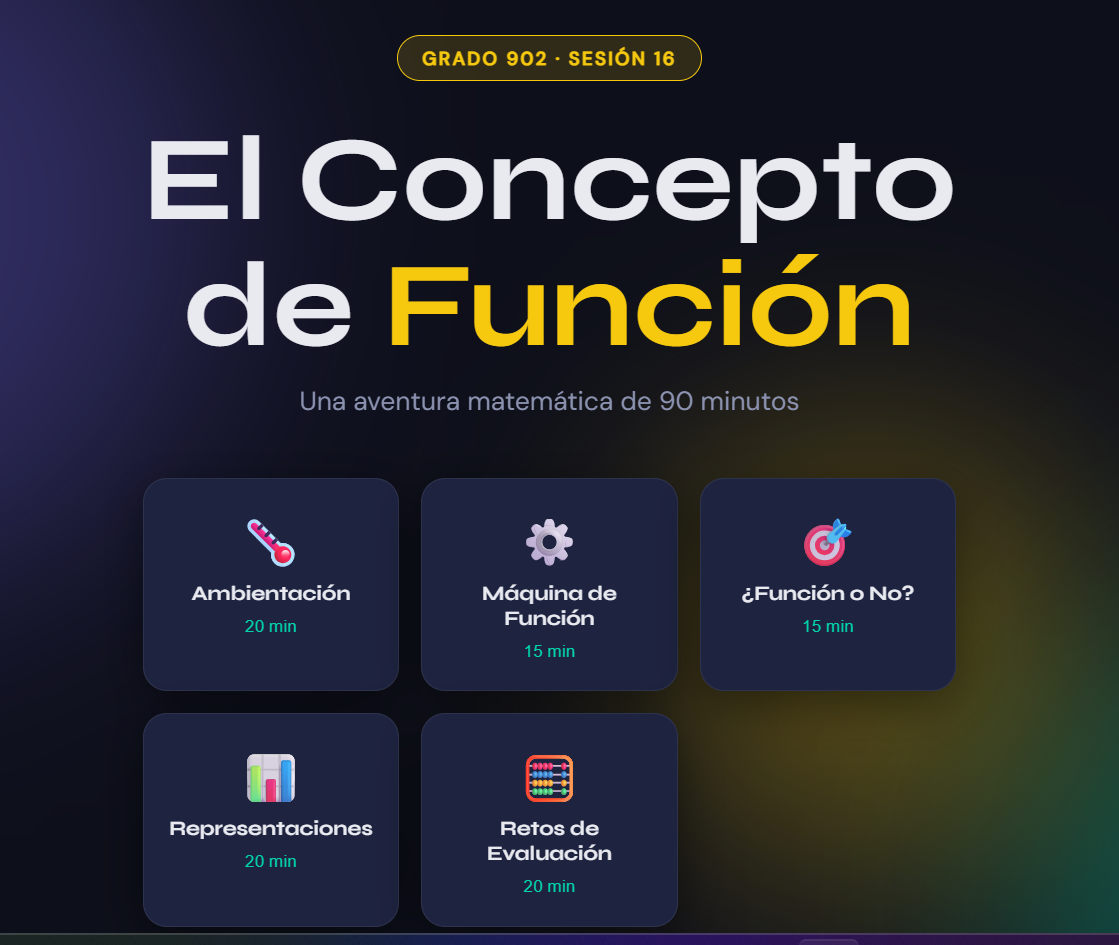 GRADO 902 · SESIÓN 16
El Concepto
de Función
Una aventura matemática de 90 minutos
Ambientación
20 min
Máquina de
Función
15 min
¿Función o No?
15 min
Representaciones
20 min
Retos de
Evaluación
20 min